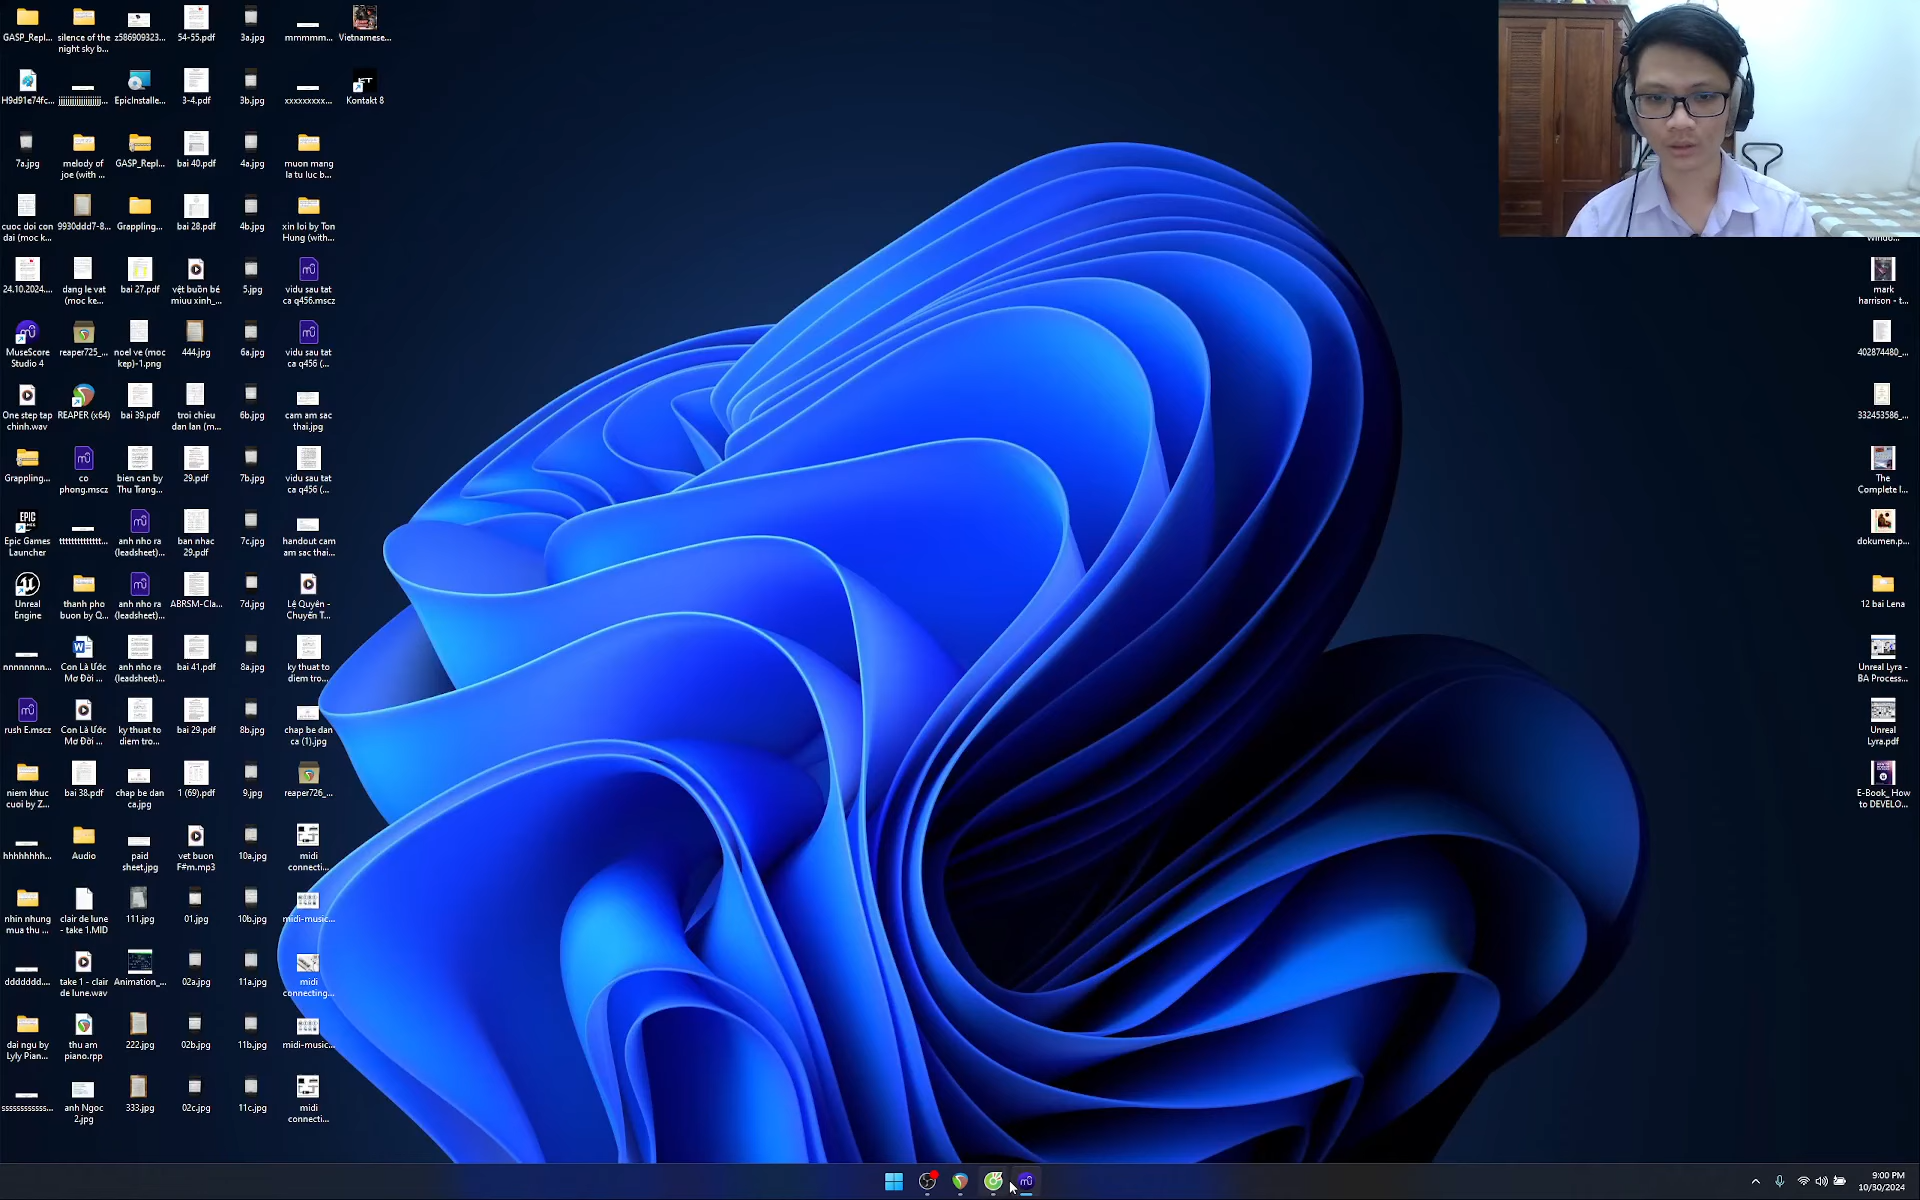 GASP_Repl...
silence of the
night sky b...
z586909323...
54-55.pdf
3a.jpg
mmmmm...
Vietnamese...
H9d91e74fc...
jjjjjjjjjjjjjjjjjj...
EpicInstalle...
3-4.pdf
3b.jpg
xxxxxxxxx...
KT
Kontakt 8
7a.jpg
melody of
joe (with ...
GASP_Repl...
bai 40.pdf
4a.jpg
muon mang
la tu luc b...
cuoc doi con
dai (moc k...
9930ddd7-8...
Grappling...
bai 28.pdf
4b.jpg
xin loi by Ton
Hung (with...
24.10.2024....
dang le vat
(moc ke...
bai 27.pdf
vệt buồn bé
miuu xinh_...
5.jpg
vidu sau tat
ca q456.mscz
MuseScore
Studio 4
reaper725_...
noel ve (moc
kep)-1.png
444.jpg
6a.jpg
vidu sau tat
ca q456 (...
One step tap
chinh.wav
REAPER (x64)
bai 39.pdf
troi chieu
dan lan (m...
6b.jpg
cam am sac
thai.jpg
Grappling...
co
phong.mscz
bien can by
Thu Trang...
29.pdf
7b.jpg
vidu sau tat
ca q456 (...
EPIC
Epic Games
Launcher
tttttttttttttt...
anh nho ra
(leadsheet)...
ban nhac
29.pdf
7c.jpg
handout cam
am sac thai...
Unreal
Engine
thanh pho
buon by Q...
anh nho ra
(leadsheet)...
ABRSM-Cla...
7d.jpg
Lệ Quyên -
Chuyến T...
nnnnnnn...
Con Là Ước
Mơ Đời ...
anh nho ra
(leadsheet)...
bai 41.pdf
8a.jpg
ky thuat to
diem tro...
rush E.mscz
Con Là Ước
Mơ Đời ...
ky thuat to
diem tro...
bai 29.pdf
8b.jpg
chap be dan
ca (1).jpg
niem khuc
cuoi by Z...
bai 38.pdf
chap be dan
ca.jpg
1 (69).pdf
9.jpg
reaper726_...
hhhhhhhh...
Audio
paid
sheet.jpg
vet buon
F#m.mp3
10a.jpg
midi
connecti...
nhin nhung
mua thu ...
clair de lune
- take 1.MID
111.jpg
01.jpg
10b.jpg
midi-music...
ddddddd....
take 1 - clair
de lune.wav
Animation_...
02a.jpg
11a.jpg
midi
connecting...
dai ngu by
Lyly Pian...
thu am
piano.rpp
222.jpg
02b.jpg
11b.jpg
midi-music...
sssssssssss...
anh Ngoc
2.jpg
333.jpg
02c.jpg
11c.jpg
midi
connecti...
mark
harrison - t...
402874480_...
332453586_...
The
Complete I...
dokumen.p...
12 bai Lena
Unreal Lyra -
BA Process...
Unreal
Lyra.pdf
E-Book_ How
to DEVELO...
9:00 PM
10/30/2024